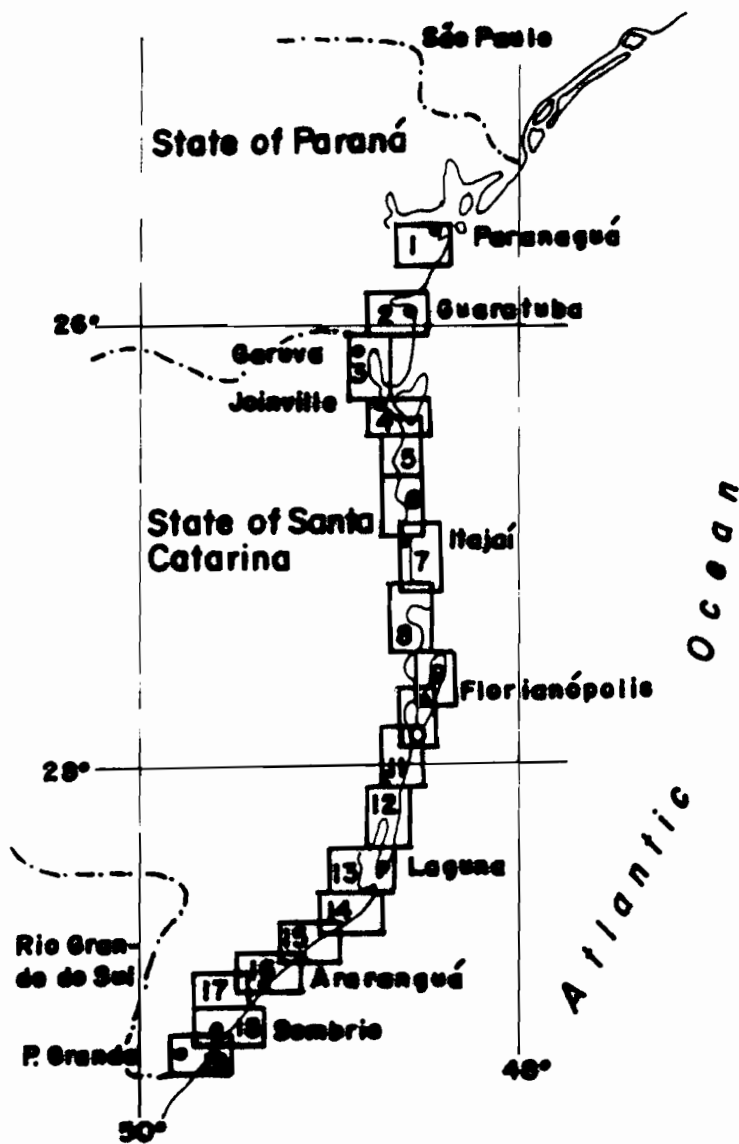 São Paulo
State of Paraná
1
Paranaguá
2
Guaratuba
26°
Garuva
3
Joinville
4
5
State of Santa
Catarina
6
Itajaí
7
8
9
Florianópolis
28°
11
12
13
Laguna
14
15
Rio Gran-
de do Sul
16
Araranguá
17
18
Sombrio
P. Grande
48°
50°
Atlantic Ocean